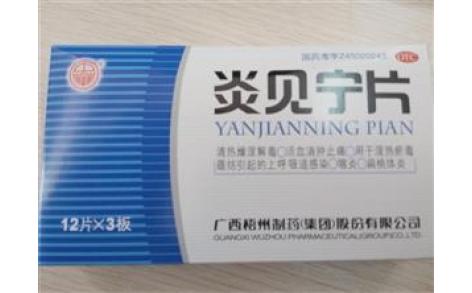 国药准字Z45000045
OTC
炎见宁片
YANJIANNING PIAN
清热燥湿解毒○活血消肿止痛○用于湿热瘀毒
蕴结引起的上呼吸道感染○咽炎○扁桃体炎
12片×3板
广西梧州制药(集团)股份有限公司
GUANGXI WUZHOU PHARMACEUTICAL(GROUP)CO.,LTD.